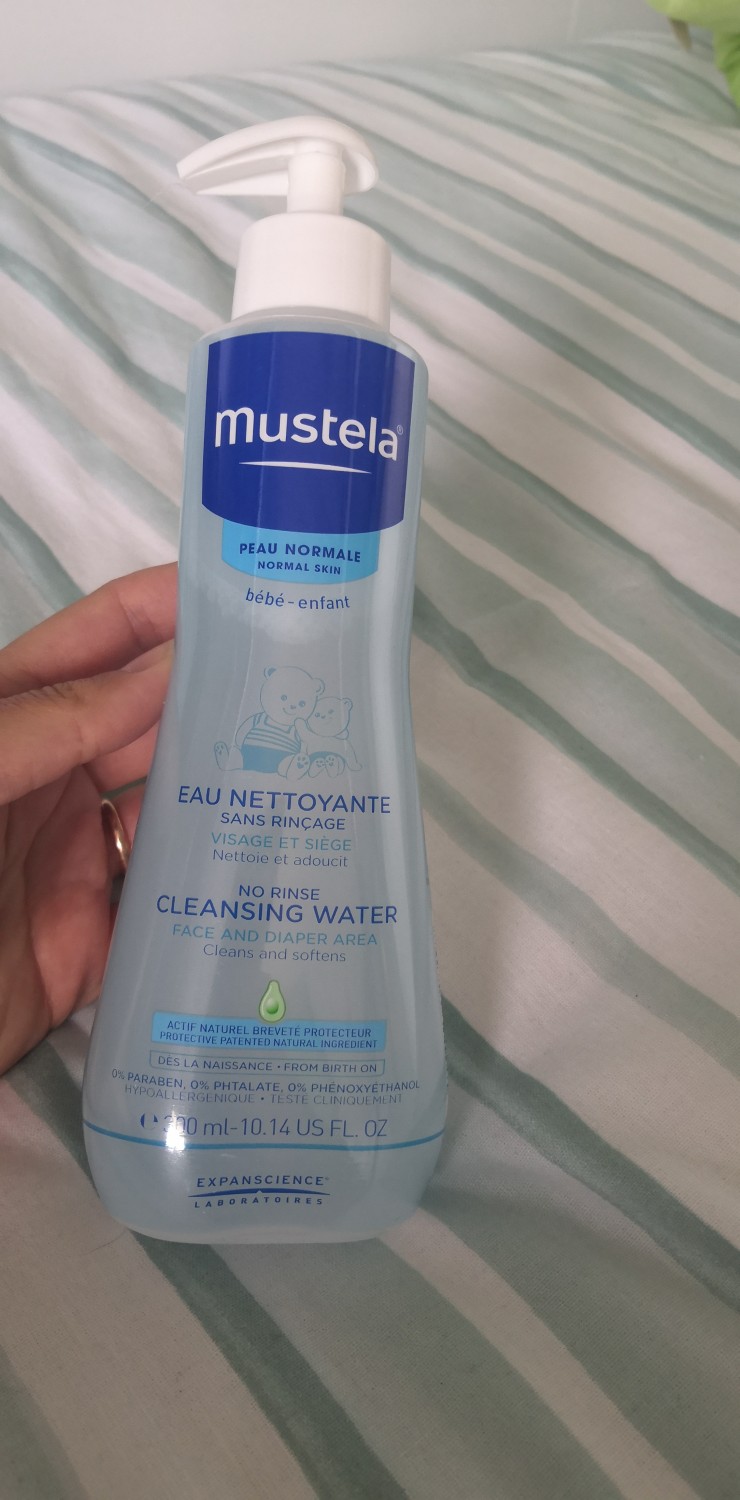 mustela®
PEAU NORMALE
NORMAL SKIN
bébé - enfant
EAU NETTOYANTE
SANS RINÇAGE
VISAGE ET SIÈGE
Nettoie et adoucit
NO RINSE
CLEANSING WATER
FACE AND DIAPER AREA
Cleans and softens
ACTIF NATUREL BREVETÉ PROTECTEUR
PROTECTIVE PATENTED NATURAL INGREDIENT
DÈS LA NAISSANCE • FROM BIRTH ON
0% PARABEN, 0% PHTALATE, 0% PHÉNOXYÉTHANOL
HYPOALLERGÉNIQUE • TESTÉ CLINIQUEMENT
℮ 300 ml-10.14 US FL. OZ
EXPANSCIENCE®
LABORATOIRES